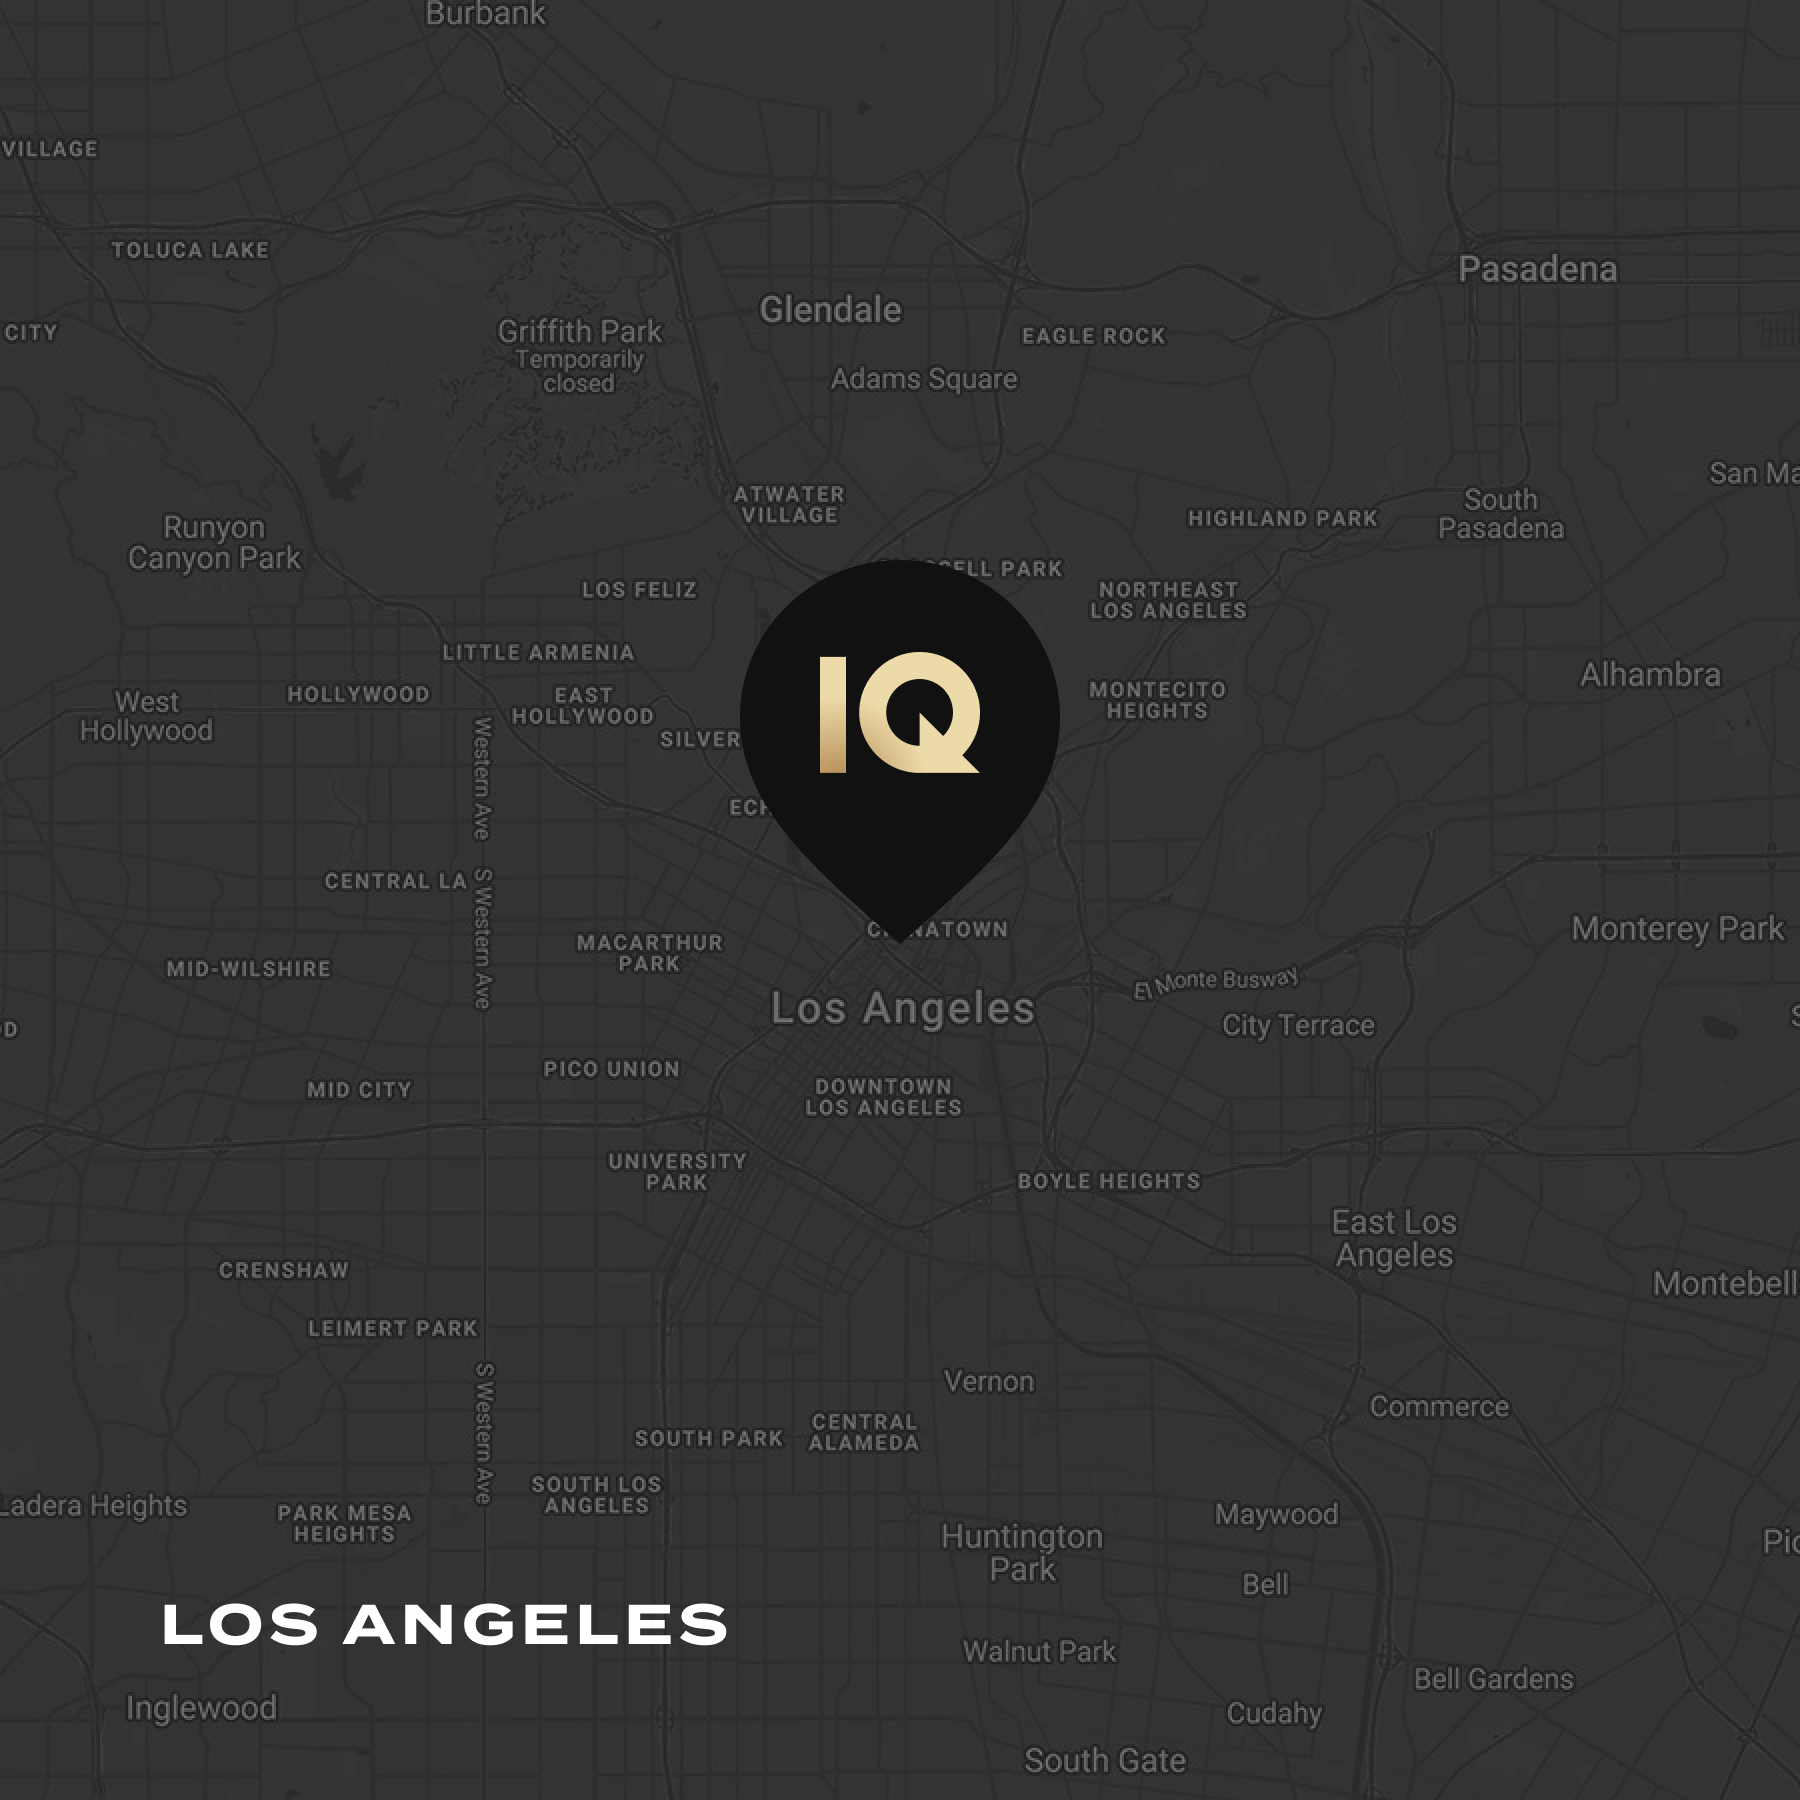 Burbank
VILLAGE
TOLUCA LAKE
Pasadena
Glendale
CITY
Griffith Park
Temporarily
closed
EAGLE ROCK
Adams Square
San Ma
ATWATER
VILLAGE
HIGHLAND PARK
South
Pasadena
Runyon
Canyon Park
SSELL PARK
LOS FELIZ
NORTHEAST
LOS ANGELES
LITTLE ARMENIA
IQ
HOLLYWOOD
EAST
HOLLYWOOD
MONTECITO
HEIGHTS
Alhambra
West
Hollywood
SILVER
Western Ave
ECH
CENTRAL LA
S Western Ave
CHINATOWN
Monterey Park
MACARTHUR
PARK
MID-WILSHIRE
El Monte Busway
Los Angeles
City Terrace
PICO UNION
MID CITY
DOWNTOWN
LOS ANGELES
UNIVERSITY
PARK
BOYLE HEIGHTS
East Los
Angeles
CRENSHAW
Montebell
LEIMERT PARK
S Western Ave
Vernon
Commerce
SOUTH PARK
CENTRAL
ALAMEDA
SOUTH LOS
ANGELES
Ladera Heights
PARK MESA
HEIGHTS
Maywood
Huntington
Park
Pic
Bell
LOS ANGELES
Walnut Park
Bell Gardens
Inglewood
Cudahy
South Gate